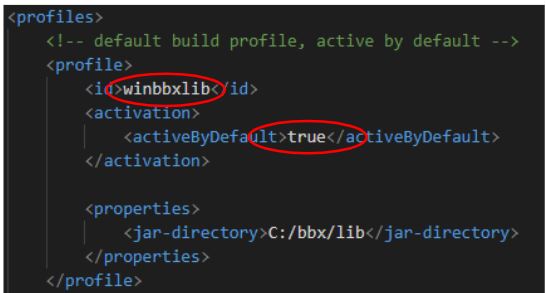 <profiles>
<!-- default build profile, active by default -->
<profile>
<id>winbbxlib</id>
<activation>
<activeByDefault>true</activeByDefault>
</activation>
<properties>
<jar-directory>C:/bbx/lib</jar-directory>
</properties>
</profile>